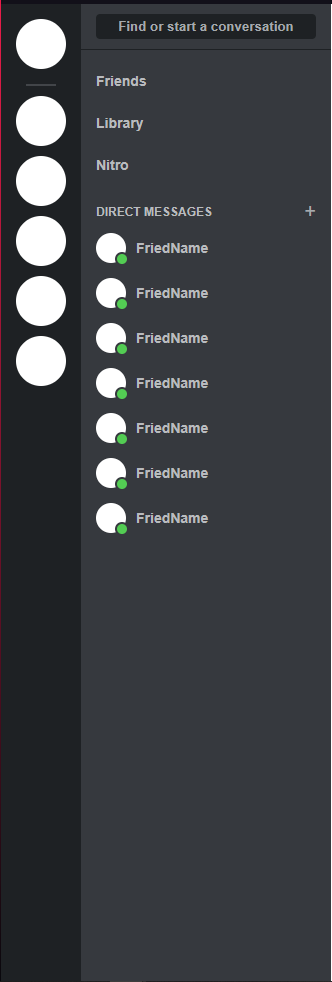 Find or start a conversation
Friends
Library
Nitro
DIRECT MESSAGES +
FriedName
FriedName
FriedName
FriedName
FriedName
FriedName
FriedName